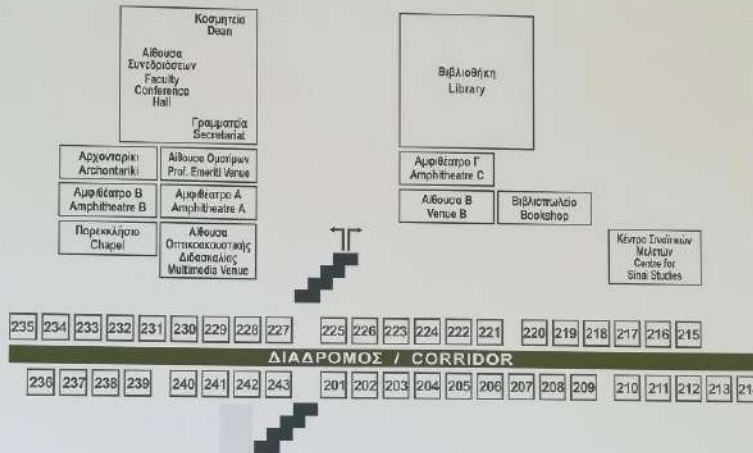 Κοσμητεία
Dean
Αίθουσα
Συνεδριάσεων
Faculty
Conference
Hall
Γραμματεία
Secretariat
Βιβλιοθήκη
Library
Αρχονταρίκι
Archontariki
Αίθουσα Ομοτίμων
Prof. Emeriti Venue
Αμφιθέατρο Β
Amphitheatre B
Αμφιθέατρο Α
Amphitheatre A
Παρεκκλήσιο
Chapel
Αίθουσα
Οπτικοακουστικής
Διδασκαλίας
Multimedia Venue
Αμφιθέατρο Γ
Amphitheatre C
Αίθουσα Β
Venue B
Βιβλιοπωλείο
Bookshop
Κέντρο Σιναϊτικών
Μελετών
Centre for
Sinai Studies
235 234 233 232 231 230 229 228 227 225 226 223 224 222 221 220 219 218 217 216 215
ΔΙΑΔΡΟΜΟΣ / CORRIDOR
236 237 238 239 240 241 242 243 201 202 203 204 205 206 207 208 209 210 211 212 213 214